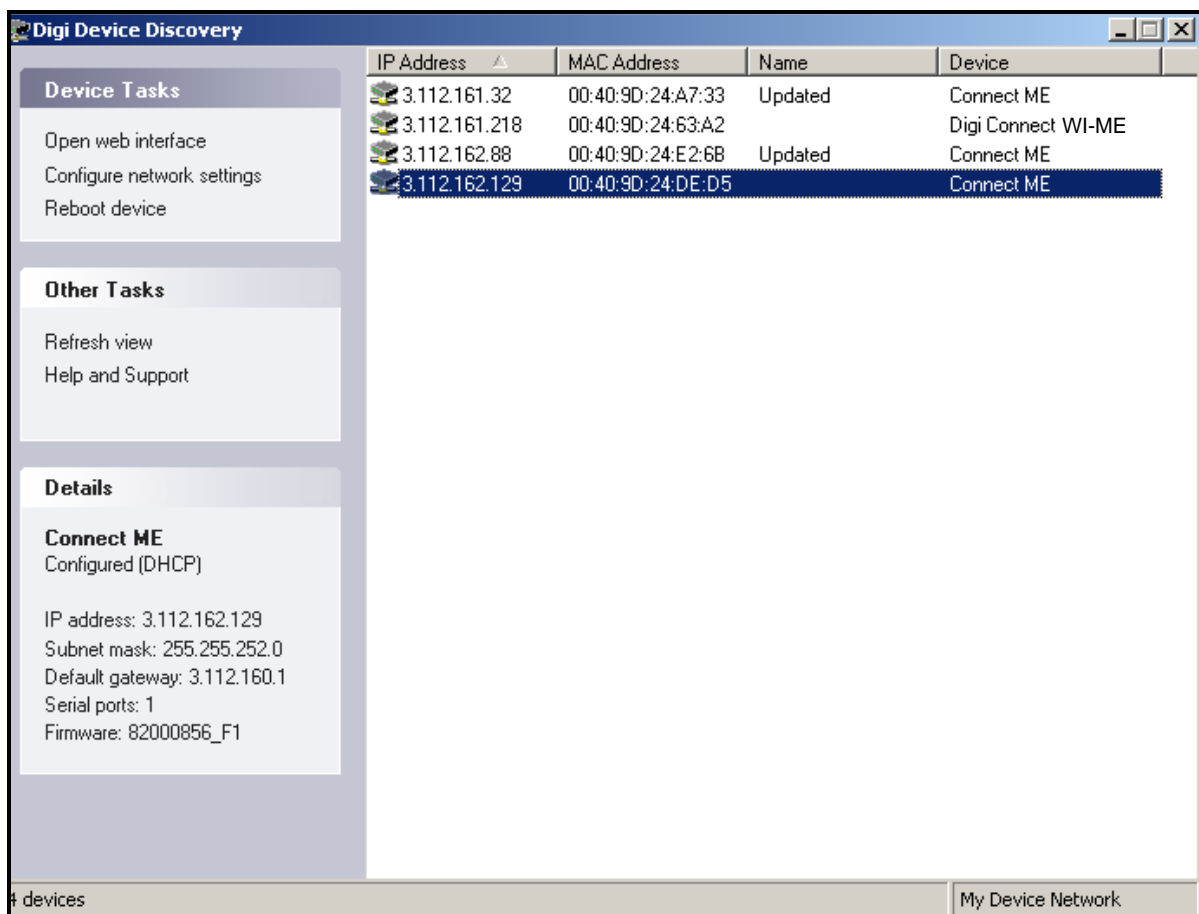 Digi Device Discovery
Device Tasks
Open web interface
Configure network settings
Reboot device
Other Tasks
Refresh view
Help and Support
Details
Connect ME
Configured (DHCP)
IP address: 3.112.162.129
Subnet mask: 255.255.252.0
Default gateway: 3.112.160.1
Serial ports: 1
Firmware: 82000856_F1
IP Address MAC Address Name Device
3.112.161.32 00:40:9D:24:A7:33 Updated Connect ME
3.112.161.218 00:40:9D:24:63:A2 Digi Connect WI-ME
3.112.162.88 00:40:9D:24:E2:6B Updated Connect ME
3.112.162.129 00:40:9D:24:DE:D5 Connect ME
4 devices My Device Network